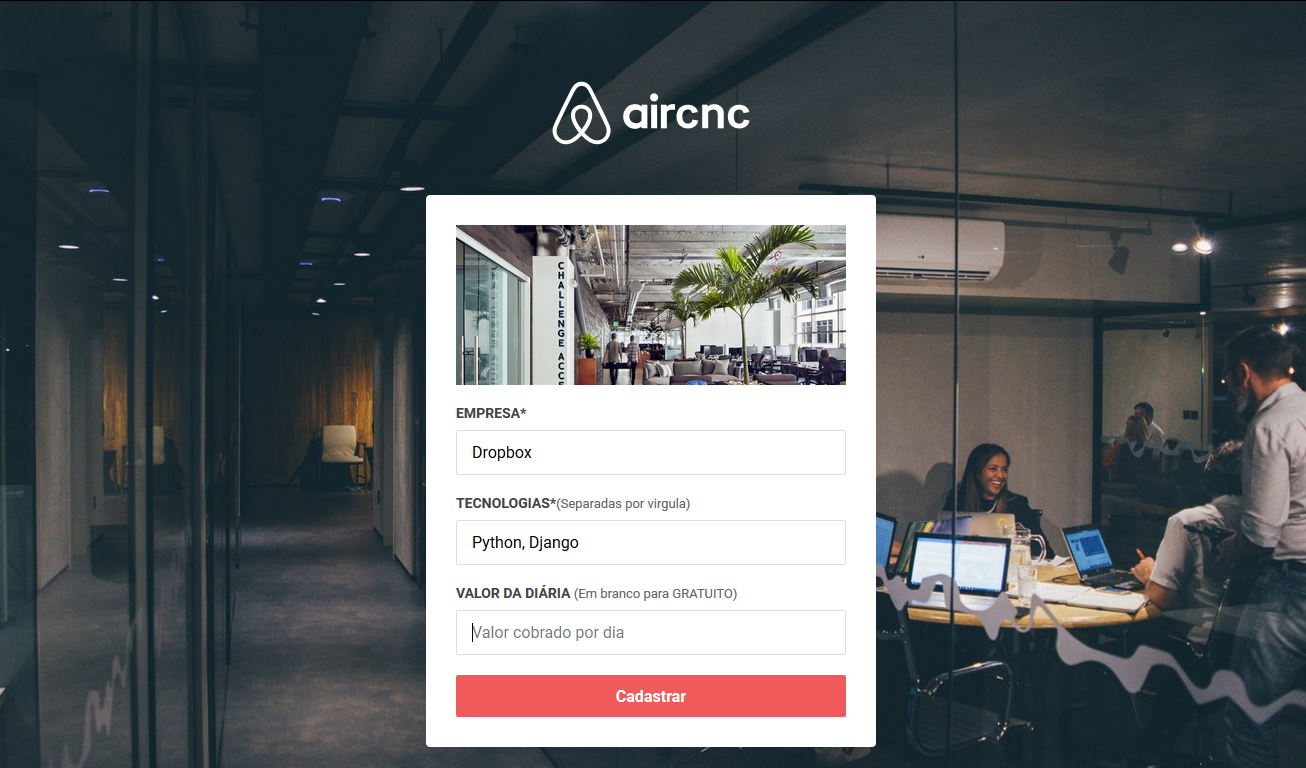 aircnc
CHALLENGE ACCE
EMPRESA*
Dropbox
TECNOLOGIAS*(Separadas por virgula)
Python, Django
VALOR DA DIÁRIA (Em branco para GRATUITO)
Valor cobrado por dia
Cadastrar